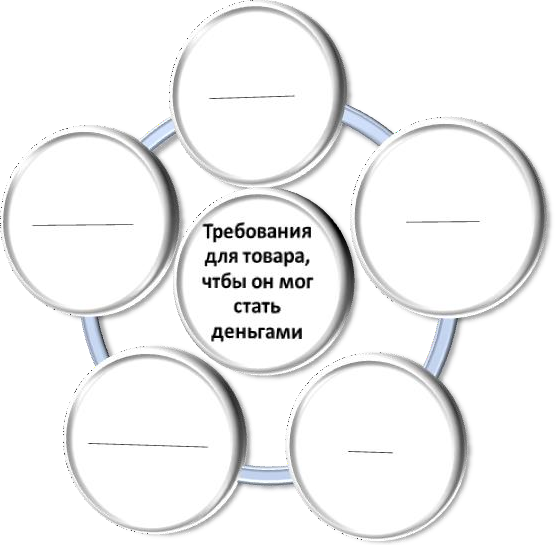 Требования
для товара,
чтбы он мог
стать
деньгами